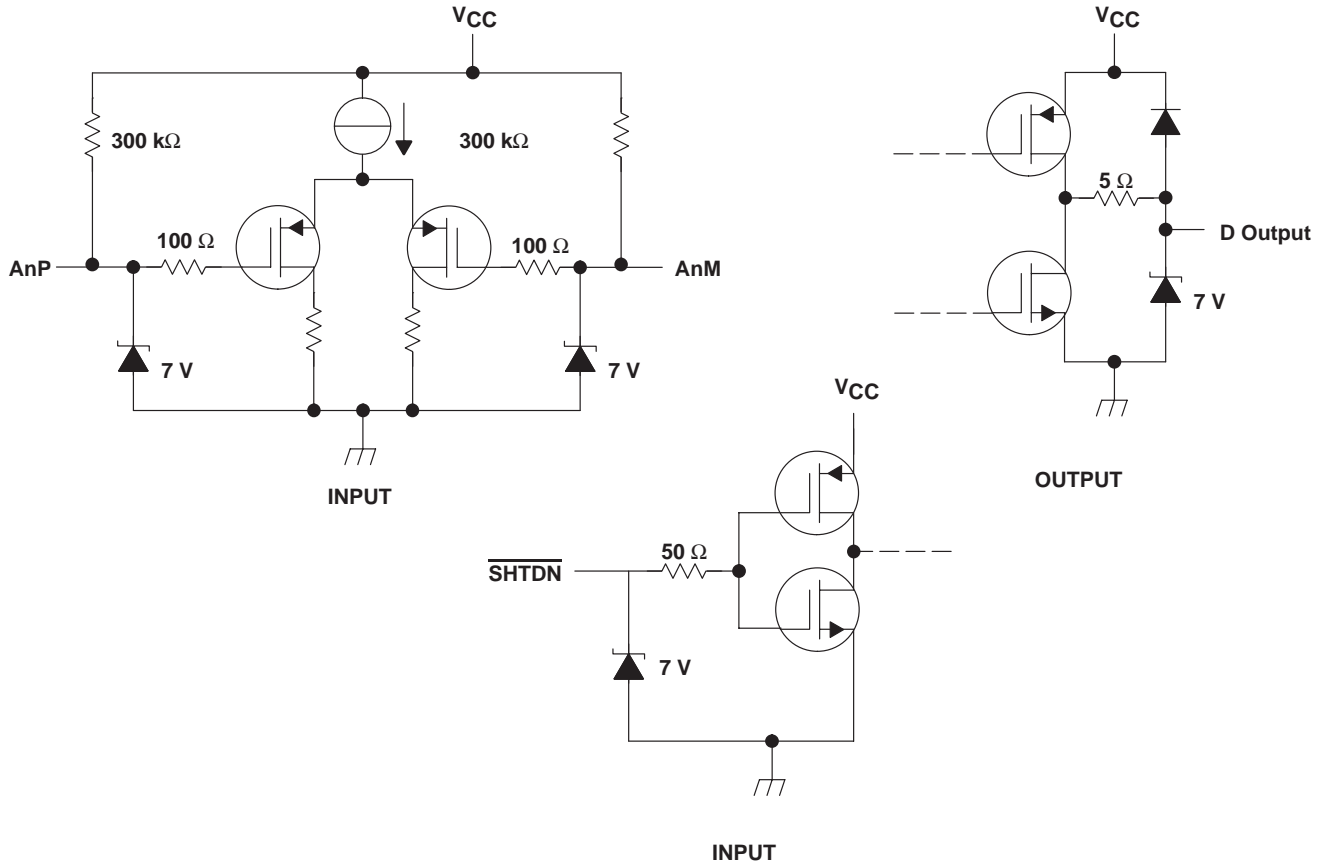 VCC
300 kΩ
300 kΩ
100 Ω
100 Ω
AnP
AnM
7 V
7 V
INPUT
VCC
5 Ω
D Output
7 V
OUTPUT
VCC
50 Ω
SHTDN
7 V
INPUT